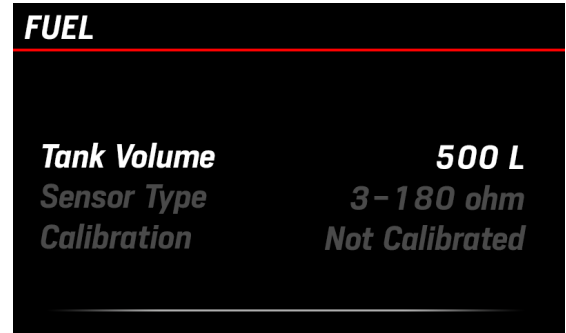 FUEL
Tank Volume 500 L
Sensor Type 3-180 ohm
Calibration Not Calibrated